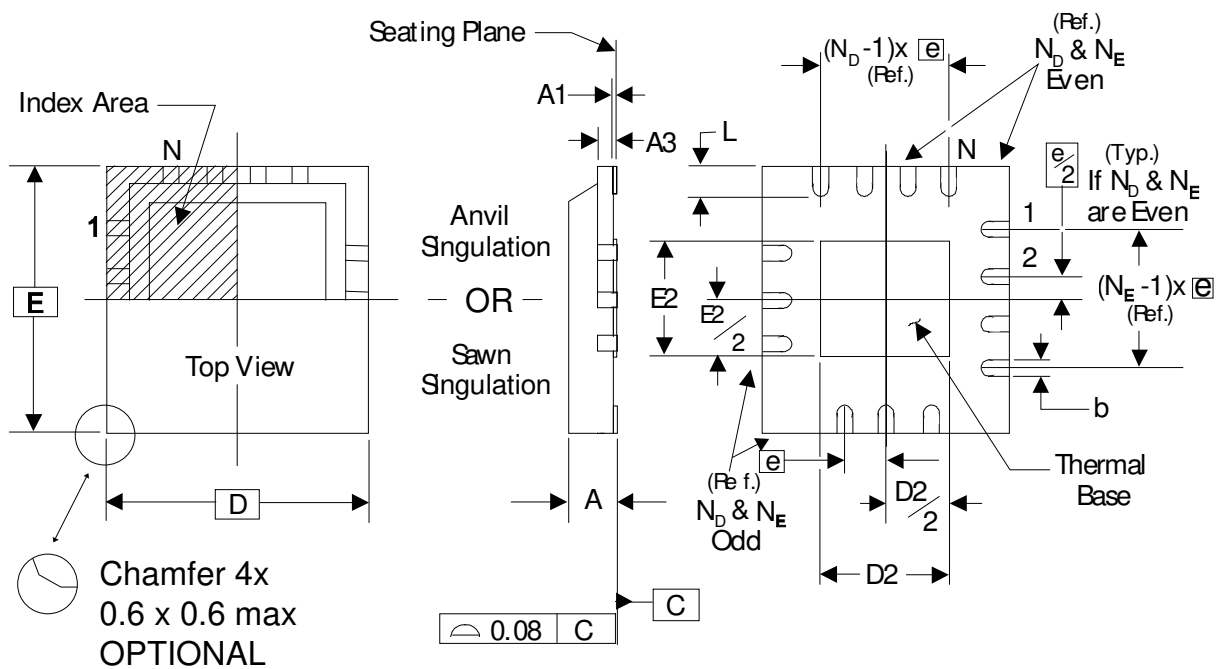 Seating Plane
(N_D -1)x e
(Ref.)
(Ref.)
N_D & N_E
Even
Index Area
A1
A3
L
N
N
e/2
(Typ.)
If N_D & N_E
are Even
1
1
2
Anvil
Singulation
OR
Sawn
Singulation
E
E2
E2/2
(N_E -1)x e
(Ref.)
Top View
b
e
Thermal
Base
(Ref.)
N_D & N_E
Odd
D
A
D2/2
D2
Chamfer 4x
0.6 x 0.6 max
OPTIONAL
C
0.08 C